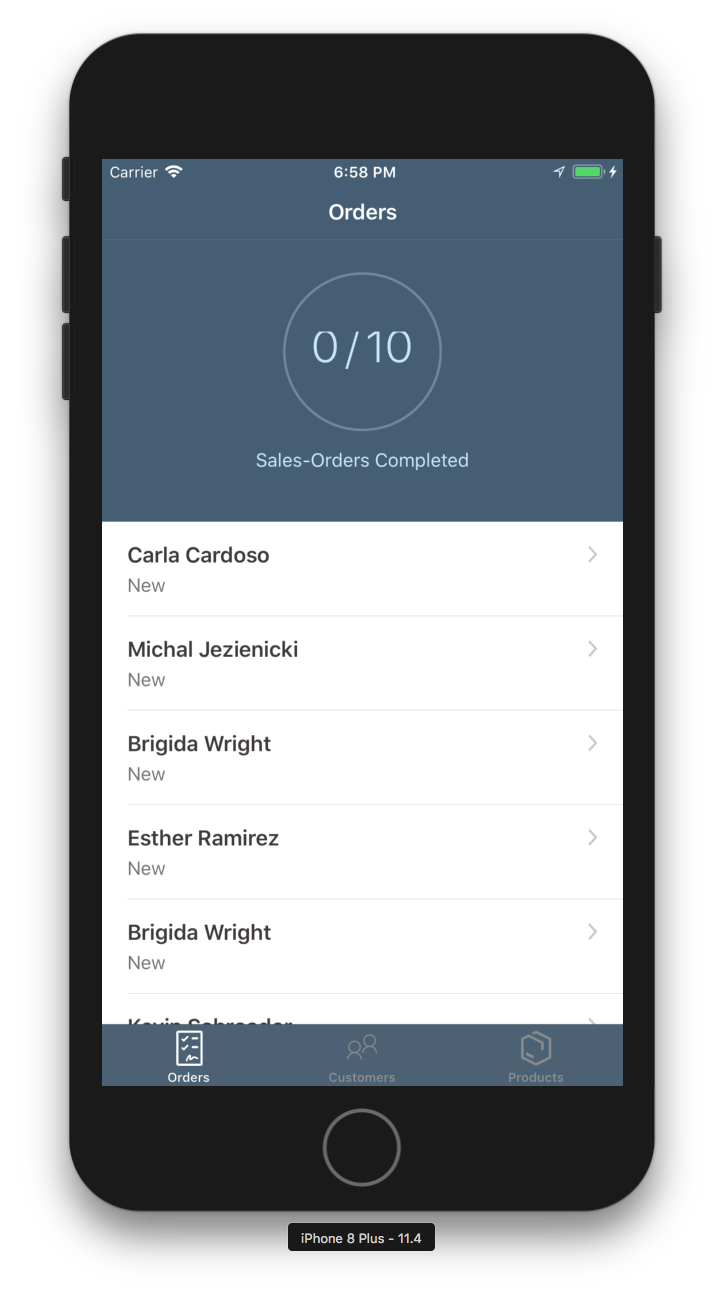 Carrier 6:58 PM
Orders
0/10
Sales-Orders Completed
Carla Cardoso
New
Michal Jezienicki
New
Brigida Wright
New
Esther Ramirez
New
Brigida Wright
New
Orders Customers Products
iPhone 8 Plus - 11.4